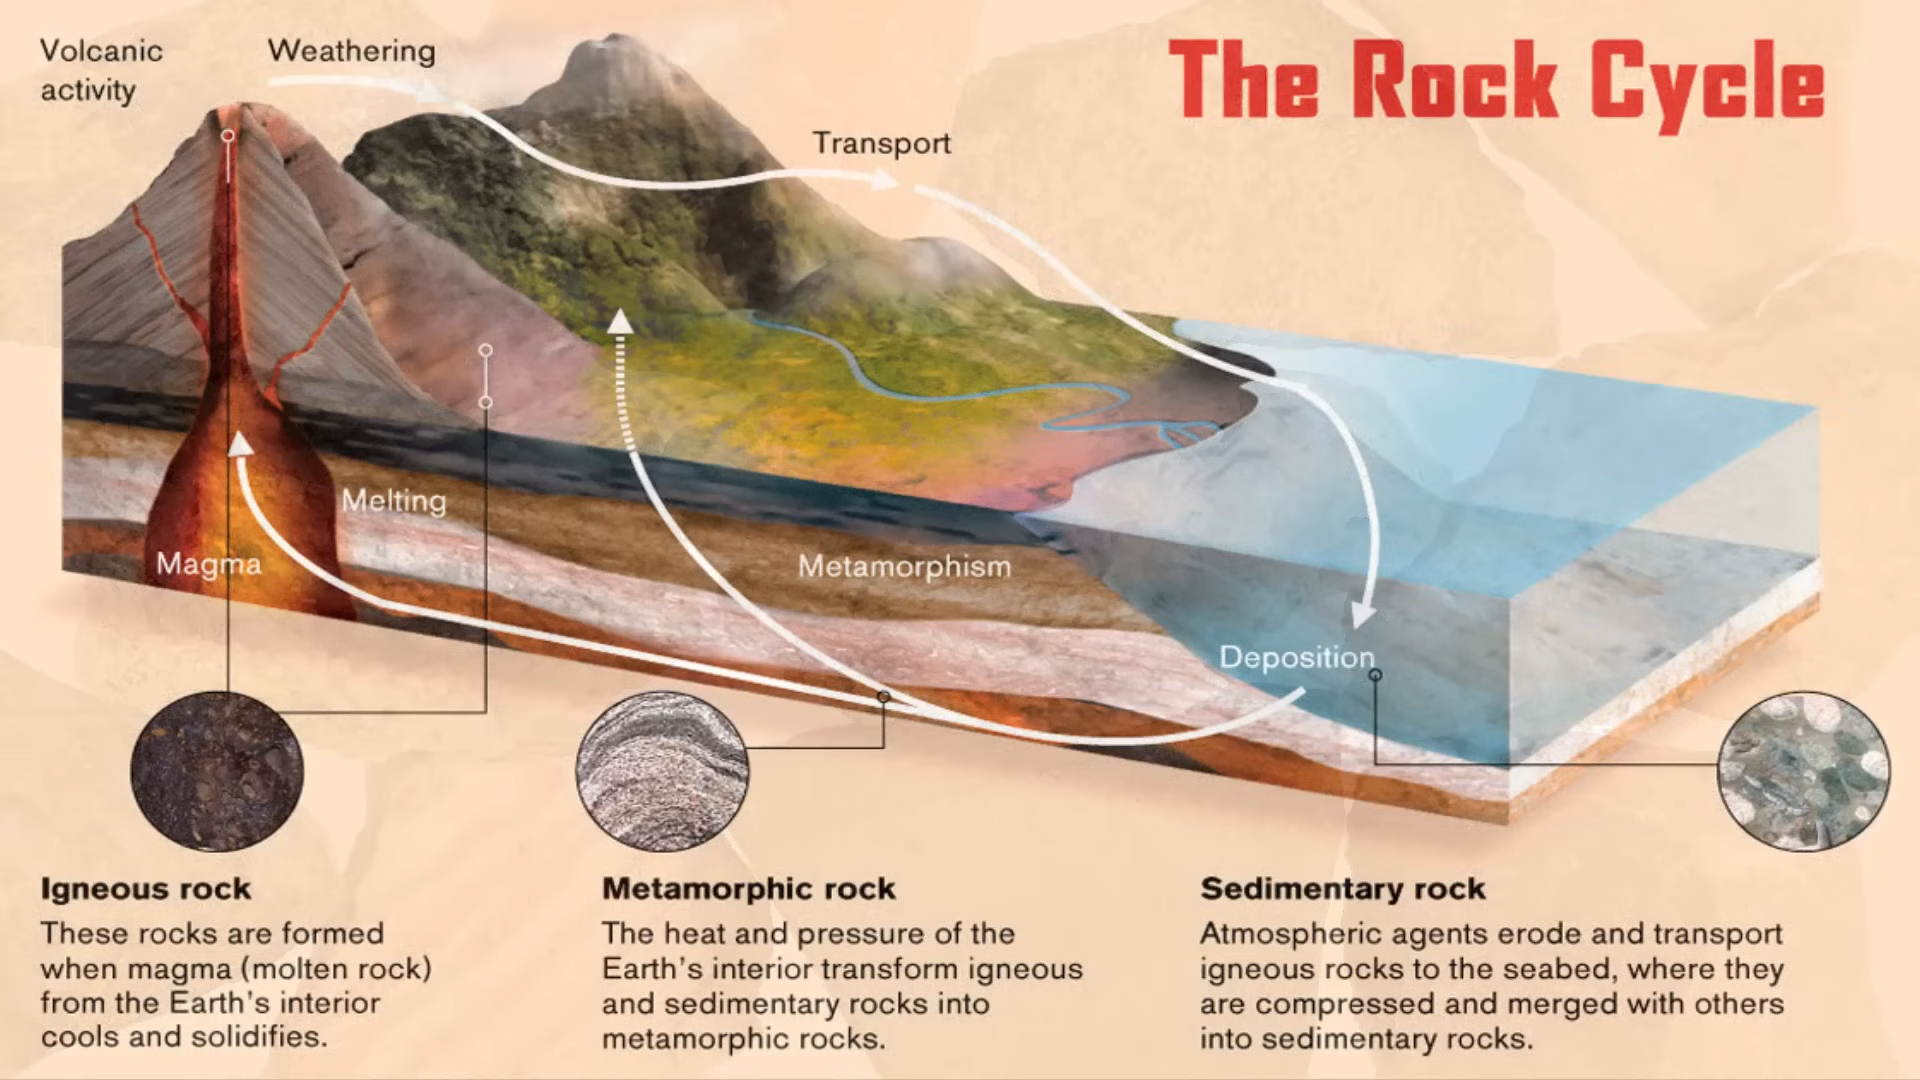 The Rock Cycle
Volcanic
activity
Weathering
Transport
Melting
Magma
Metamorphism
Deposition
Igneous rock
These rocks are formed
when magma (molten rock)
from the Earth's interior
cools and solidifies.
Metamorphic rock
The heat and pressure of the
Earth's interior transform igneous
and sedimentary rocks into
metamorphic rocks.
Sedimentary rock
Atmospheric agents erode and transport
igneous rocks to the seabed, where they
are compressed and merged with others
into sedimentary rocks.